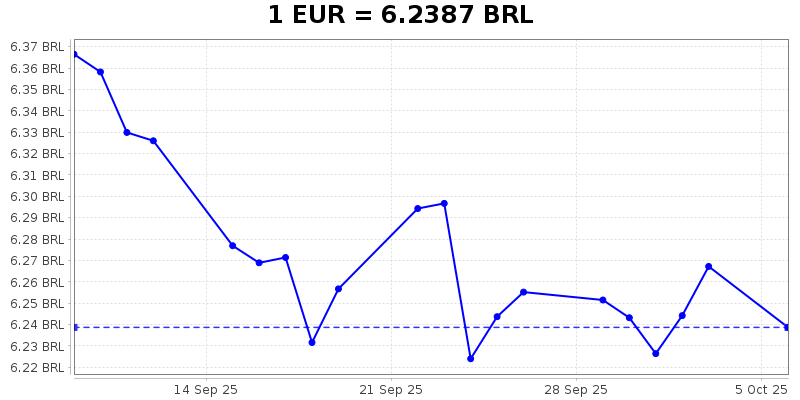 1 EUR = 6.2387 BRL
6.37 BRL
6.36 BRL
6.35 BRL
6.34 BRL
6.33 BRL
6.32 BRL
6.31 BRL
6.30 BRL
6.29 BRL
6.28 BRL
6.27 BRL
6.26 BRL
6.25 BRL
6.24 BRL
6.23 BRL
6.22 BRL
14 Sep 25
21 Sep 25
28 Sep 25
5 Oct 25